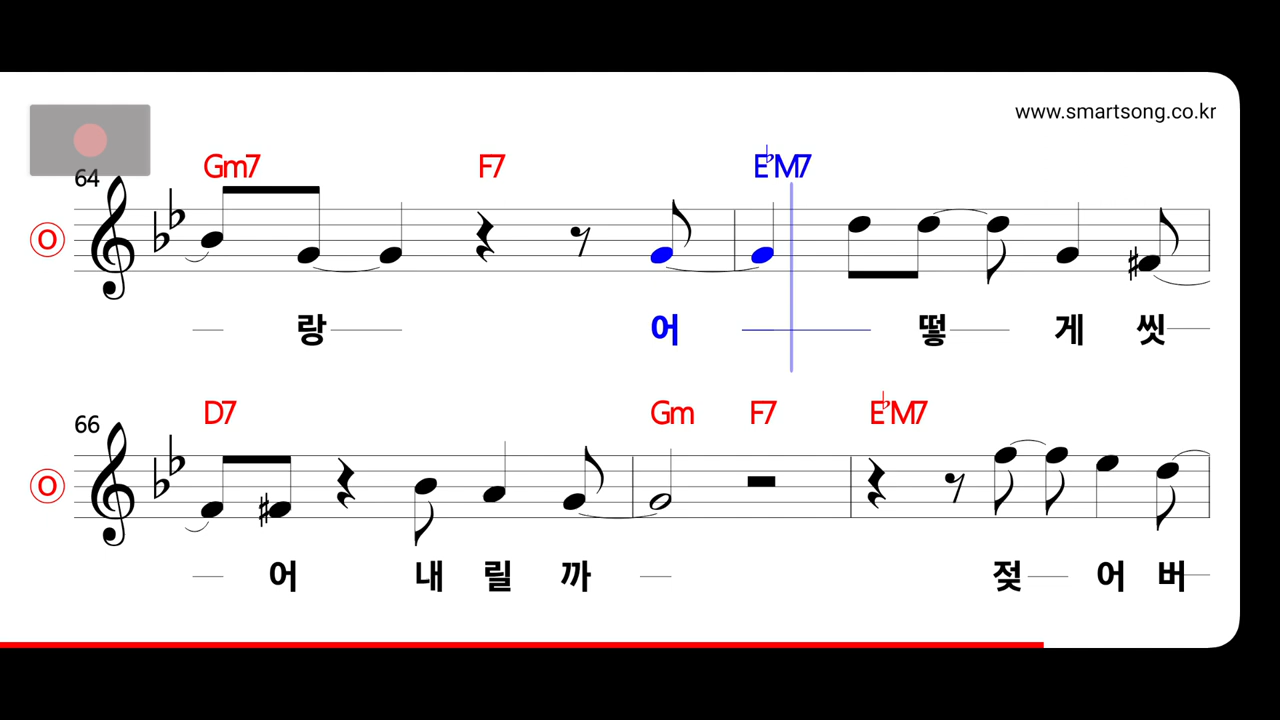 www.smartsong.co.kr
64
Gm7 F7 E♭M7
O
랑 어 떻 게 씻
66
D7 Gm F7 E♭M7
O
어 내 릴 까 젖 어 버